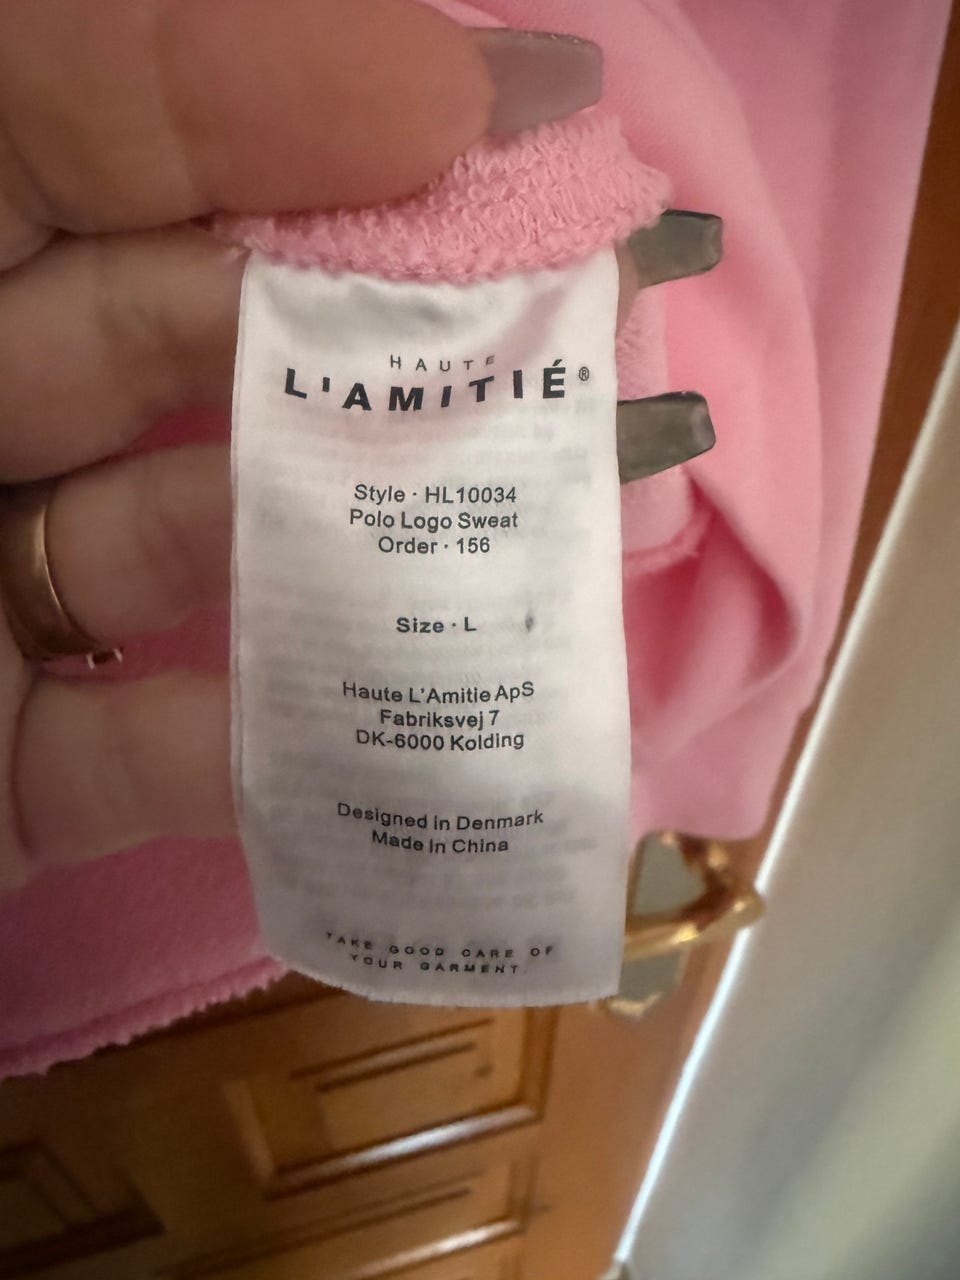 HAUTE
L'AMITIÉ®
Style · HL10034
Polo Logo Sweat
Order · 156
Size · L
Haute L'Amitie ApS
Fabriksvej 7
DK-6000 Kolding
Designed in Denmark
Made in China
TAKE GOOD CARE OF
YOUR GARMENT.